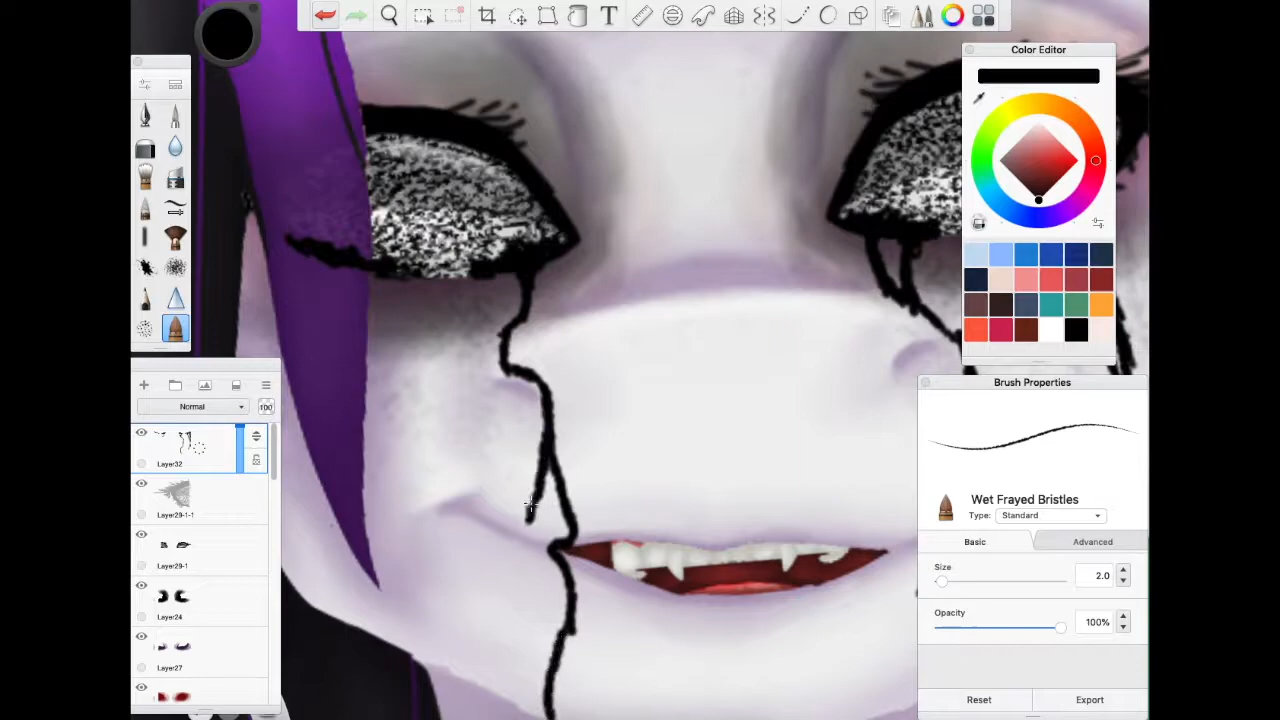 T
Color Editor
Normal
100
Layer32
Layer29-1-1
Layer29-1
Layer24
Layer27
Brush Properties
Wet Frayed Bristles
Type: Standard
Basic
Advanced
Size
2.0
Opacity
100%
Reset
Export